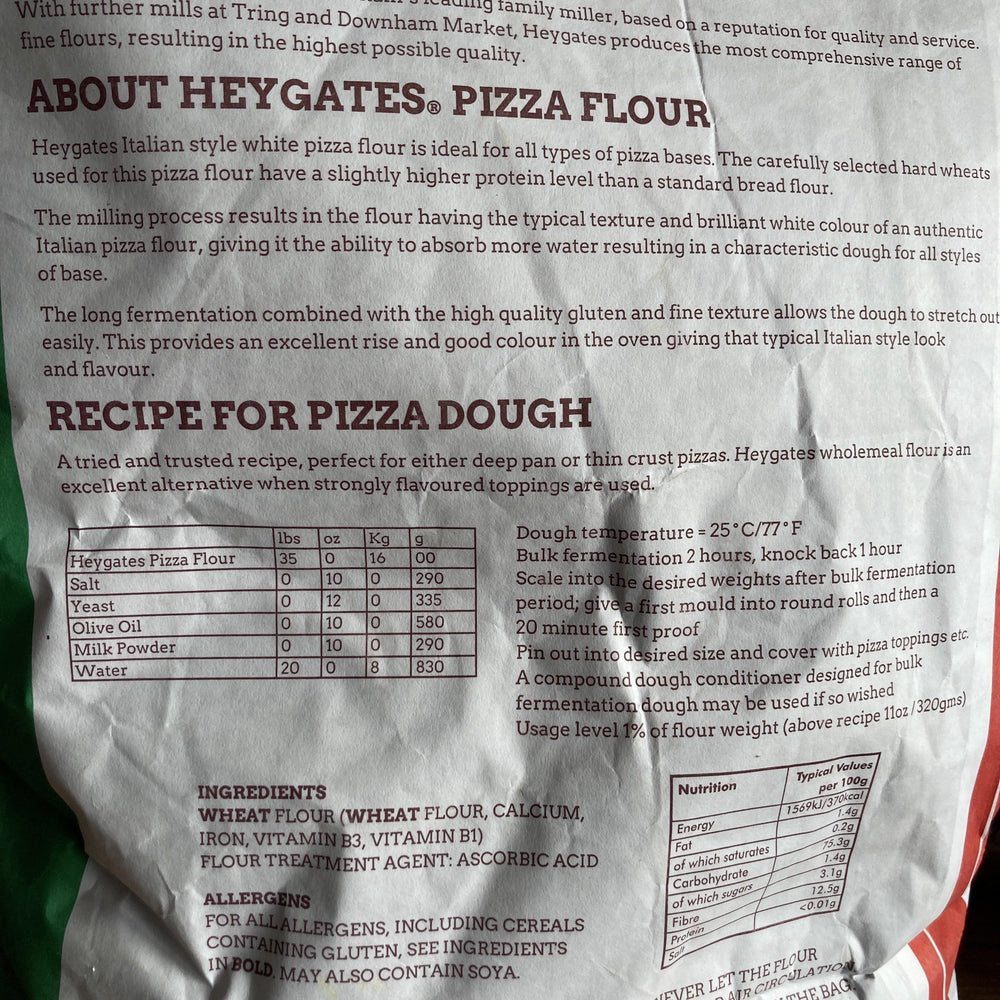 leading family miller, based on a reputation for quality and service.
With further mills at Tring and Downham Market, Heygates produces the most comprehensive range of
fine flours, resulting in the highest possible quality.
ABOUT HEYGATES® PIZZA FLOUR
Heygates Italian style white pizza flour is ideal for all types of pizza bases. The carefully selected hard wheats
used for this pizza flour have a slightly higher protein level than a standard bread flour.
The milling process results in the flour having the typical texture and brilliant white colour of an authentic
Italian pizza flour, giving it the ability to absorb more water resulting in a characteristic dough for all styles
of base.
The long fermentation combined with the high quality gluten and fine texture allows the dough to stretch out
easily. This provides an excellent rise and good colour in the oven giving that typical Italian style look
and flavour.
RECIPE FOR PIZZA DOUGH
A tried and trusted recipe, perfect for either deep pan or thin crust pizzas. Heygates wholemeal flour is an
excellent alternative when strongly flavoured toppings are used.
lbs oz Kg g
Heygates Pizza Flour 35 0 16 00
Salt 0 10 0 290
Yeast 0 12 0 335
Olive Oil 0 10 0 580
Milk Powder 0 10 0 290
Water 20 0 8 830
Dough temperature = 25°C/77°F
Bulk fermentation 2 hours, knock back 1 hour
Scale into the desired weights after bulk fermentation
period; give a first mould into round rolls and then a
20 minute first proof
Pin out into desired size and cover with pizza toppings etc.
A compound dough conditioner designed for bulk
fermentation dough may be used if so wished
Usage level 1% of flour weight (above recipe 11oz/320gms)
INGREDIENTS
WHEAT FLOUR (WHEAT FLOUR, CALCIUM,
IRON, VITAMIN B3, VITAMIN B1)
FLOUR TREATMENT AGENT: ASCORBIC ACID
ALLERGENS
FOR ALL ALLERGENS, INCLUDING CEREALS
CONTAINING GLUTEN, SEE INGREDIENTS
IN BOLD. MAY ALSO CONTAIN SOYA.
Nutrition Typical Values
per 100g
Energy 1569kJ/370kcal
Fat 1.4g
of which saturates 0.2g
Carbohydrate 75.3g
of which sugars 1.4g
Fibre 3.1g
Protein 12.5g
Salt <0.01g
EVER LET THE FLOUR
AIR CIRCULATION
THE BAG.